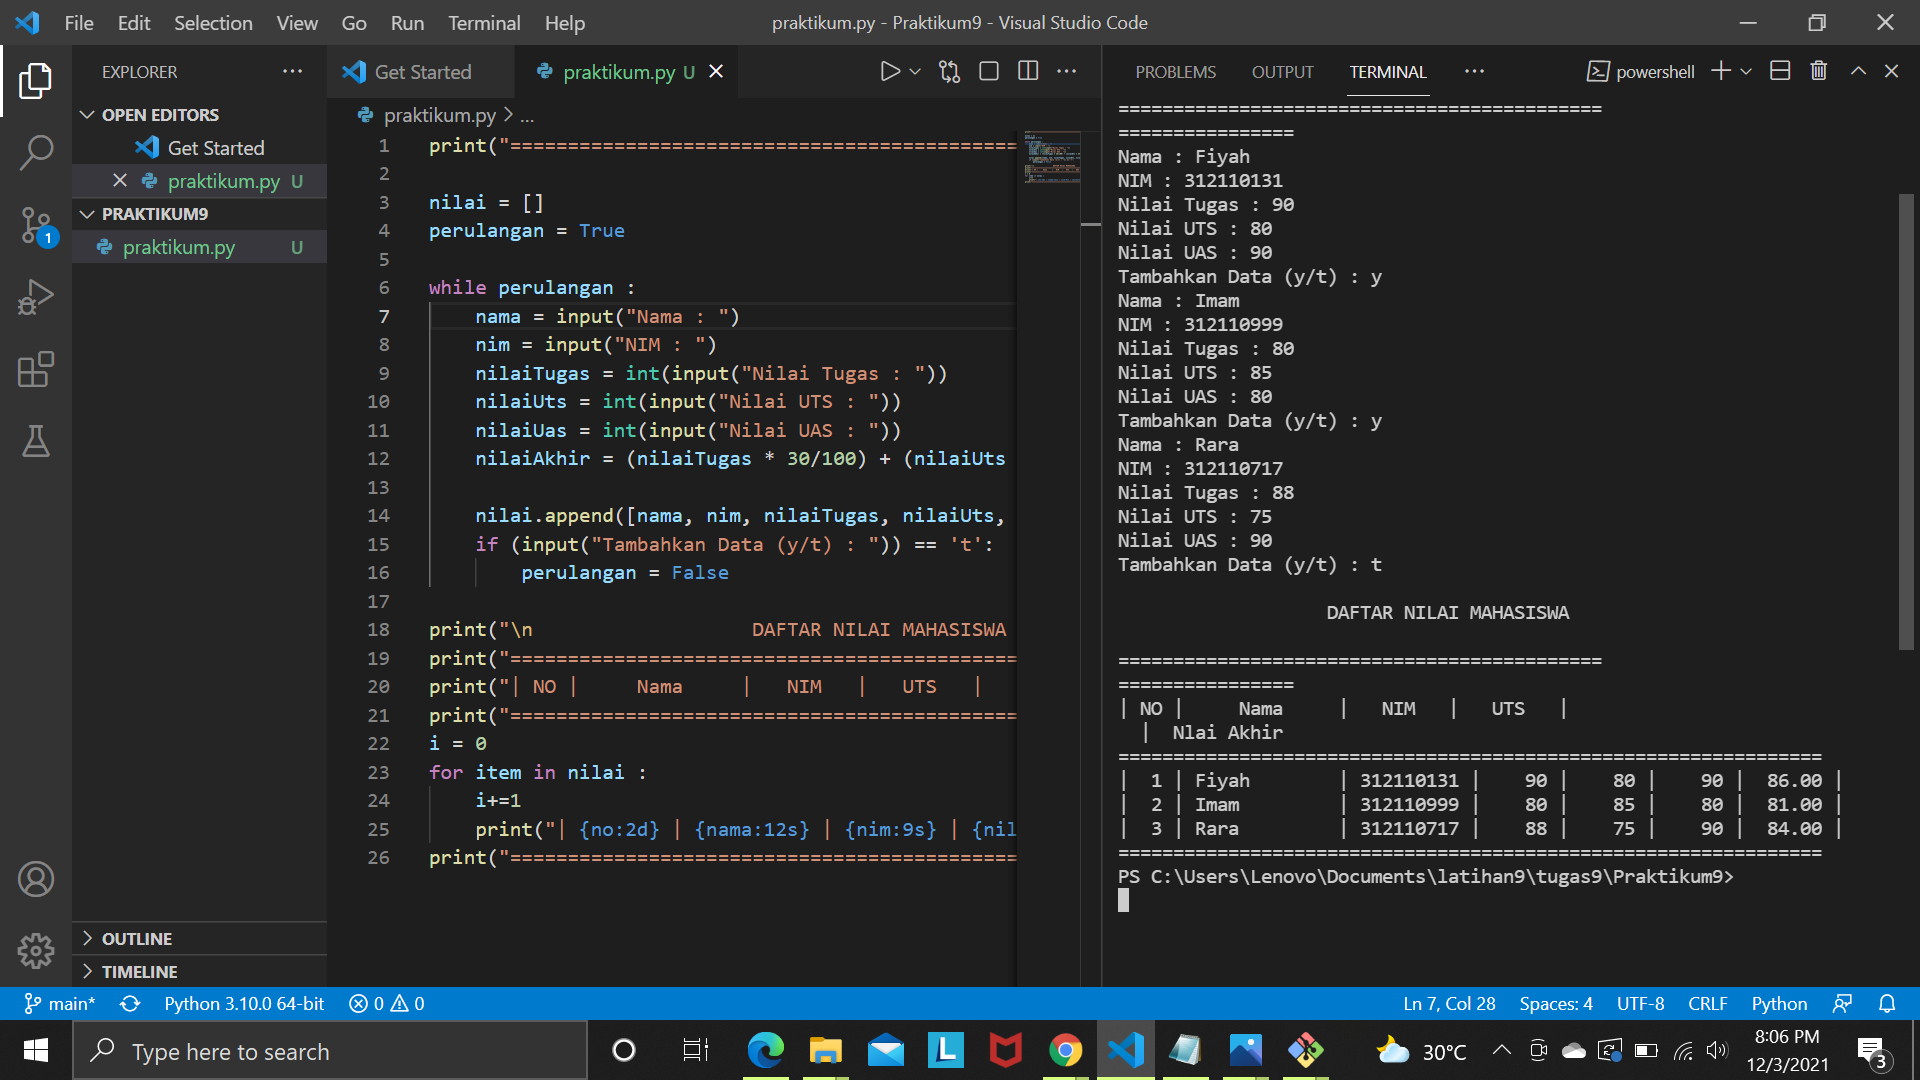 File Edit Selection View Go Run Terminal Help praktikum.py - Praktikum9 - Visual Studio Code
EXPLORER ...
OPEN EDITORS
Get Started
praktikum.py U
PRAKTIKUM9
praktikum.py U
1
OUTLINE
TIMELINE
Get Started praktikum.py U
praktikum.py > ...
1 print("============================================
2
3 nilai = []
4 perulangan = True
5
6 while perulangan :
7 nama = input("Nama : ")
8 nim = input("NIM : ")
9 nilaiTugas = int(input("Nilai Tugas : "))
10 nilaiUts = int(input("Nilai UTS : "))
11 nilaiUas = int(input("Nilai UAS : "))
12 nilaiAkhir = (nilaiTugas * 30/100) + (nilaiUts
13
14 nilai.append([nama, nim, nilaiTugas, nilaiUts,
15 if (input("Tambahkan Data (y/t) : ")) == 't':
16 perulangan = False
17
18 print("\n DAFTAR NILAI MAHASISWA
19 print("============================================
20 print("| NO | Nama | NIM | UTS |
21 print("============================================
22 i = 0
23 for item in nilai :
24 i+=1
25 print("| {no:2d} | {nama:12s} | {nim:9s} | {nil
26 print("============================================
PROBLEMS OUTPUT TERMINAL ... powershell
============================================
================
Nama : Fiyah
NIM : 312110131
Nilai Tugas : 90
Nilai UTS : 80
Nilai UAS : 90
Tambahkan Data (y/t) : y
Nama : Imam
NIM : 312110999
Nilai Tugas : 80
Nilai UTS : 85
Nilai UAS : 80
Tambahkan Data (y/t) : y
Nama : Rara
NIM : 312110717
Nilai Tugas : 88
Nilai UTS : 75
Nilai UAS : 90
Tambahkan Data (y/t) : t
DAFTAR NILAI MAHASISWA
============================================
================
| NO | Nama | NIM | UTS |
| Nlai Akhir
================================================================
| 1 | Fiyah | 312110131 | 90 | 80 | 90 | 86.00 |
| 2 | Imam | 312110999 | 80 | 85 | 80 | 81.00 |
| 3 | Rara | 312110717 | 88 | 75 | 90 | 84.00 |
================================================================
PS C:\Users\Lenovo\Documents\latihan9\tugas9\Praktikum9>
main* Python 3.10.0 64-bit 0 0 Ln 7, Col 28 Spaces: 4 UTF-8 CRLF Python
Type here to search L 30°C 8:06 PM
12/3/2021
3